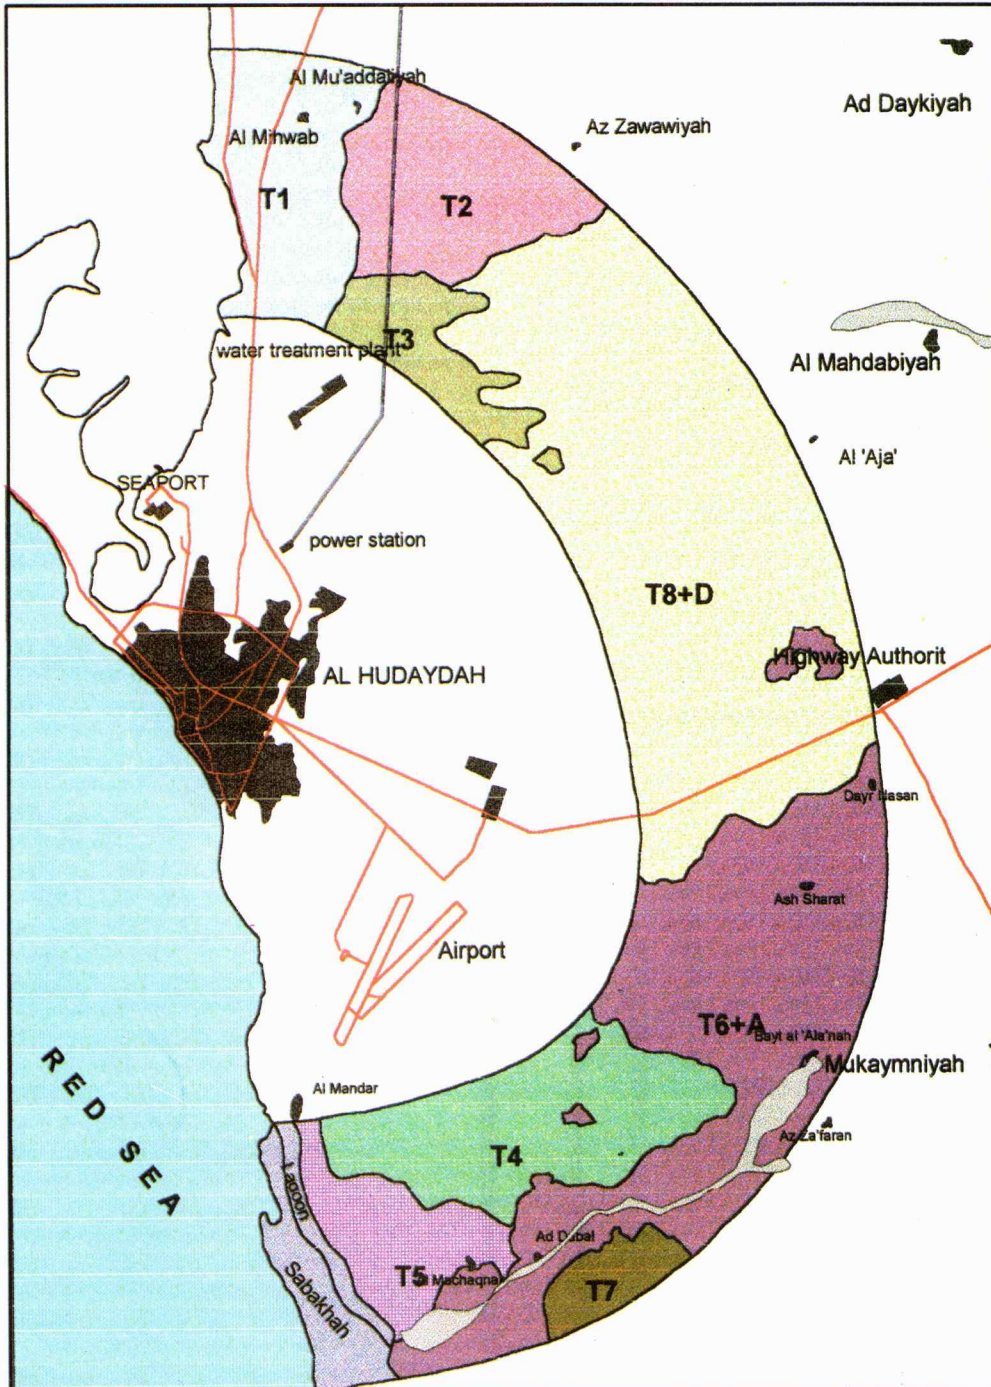 Al Mu'addaliyah
Ad Daykiyah
Az Zawawiyah
Al Mihwab
T1
T2
T3
water treatment plant
Al Mahdabiyah
Al 'Aja'
SEAPORT
power station
T8+D
Highway Authorit
AL HUDAYDAH
Dayr Hasan
Ash Sharat
Airport
T6+A
Bayt al 'Ala'nah
Mukaymniyah
RED SEA
Al Mandar
Az Za'faran
T4
Lagoon
Ad Dubal
Sabakhah
T5
Machaqnah
T7